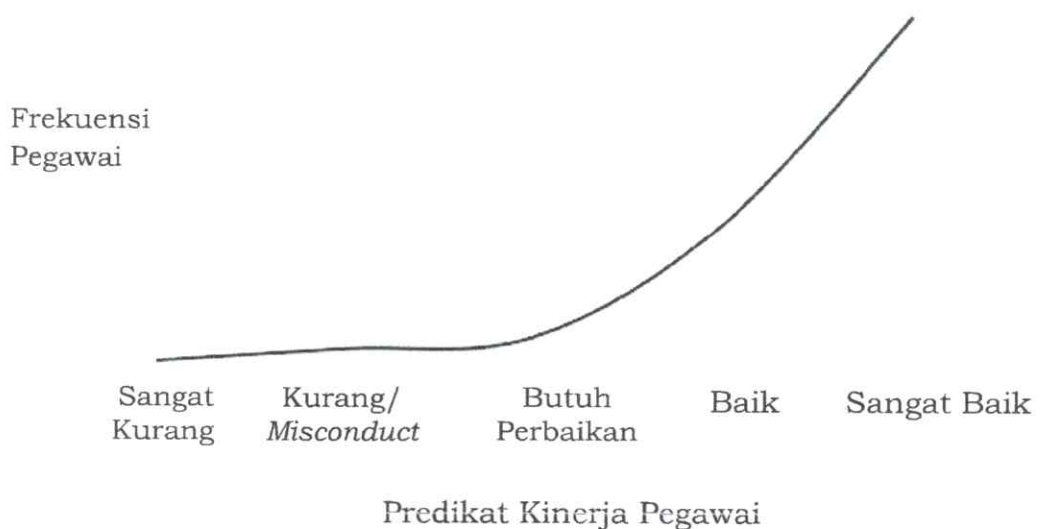 Frekuensi
Pegawai
Sangat
Kurang
Kurang/
Misconduct
Butuh
Perbaikan
Baik
Sangat Baik
Predikat Kinerja Pegawai